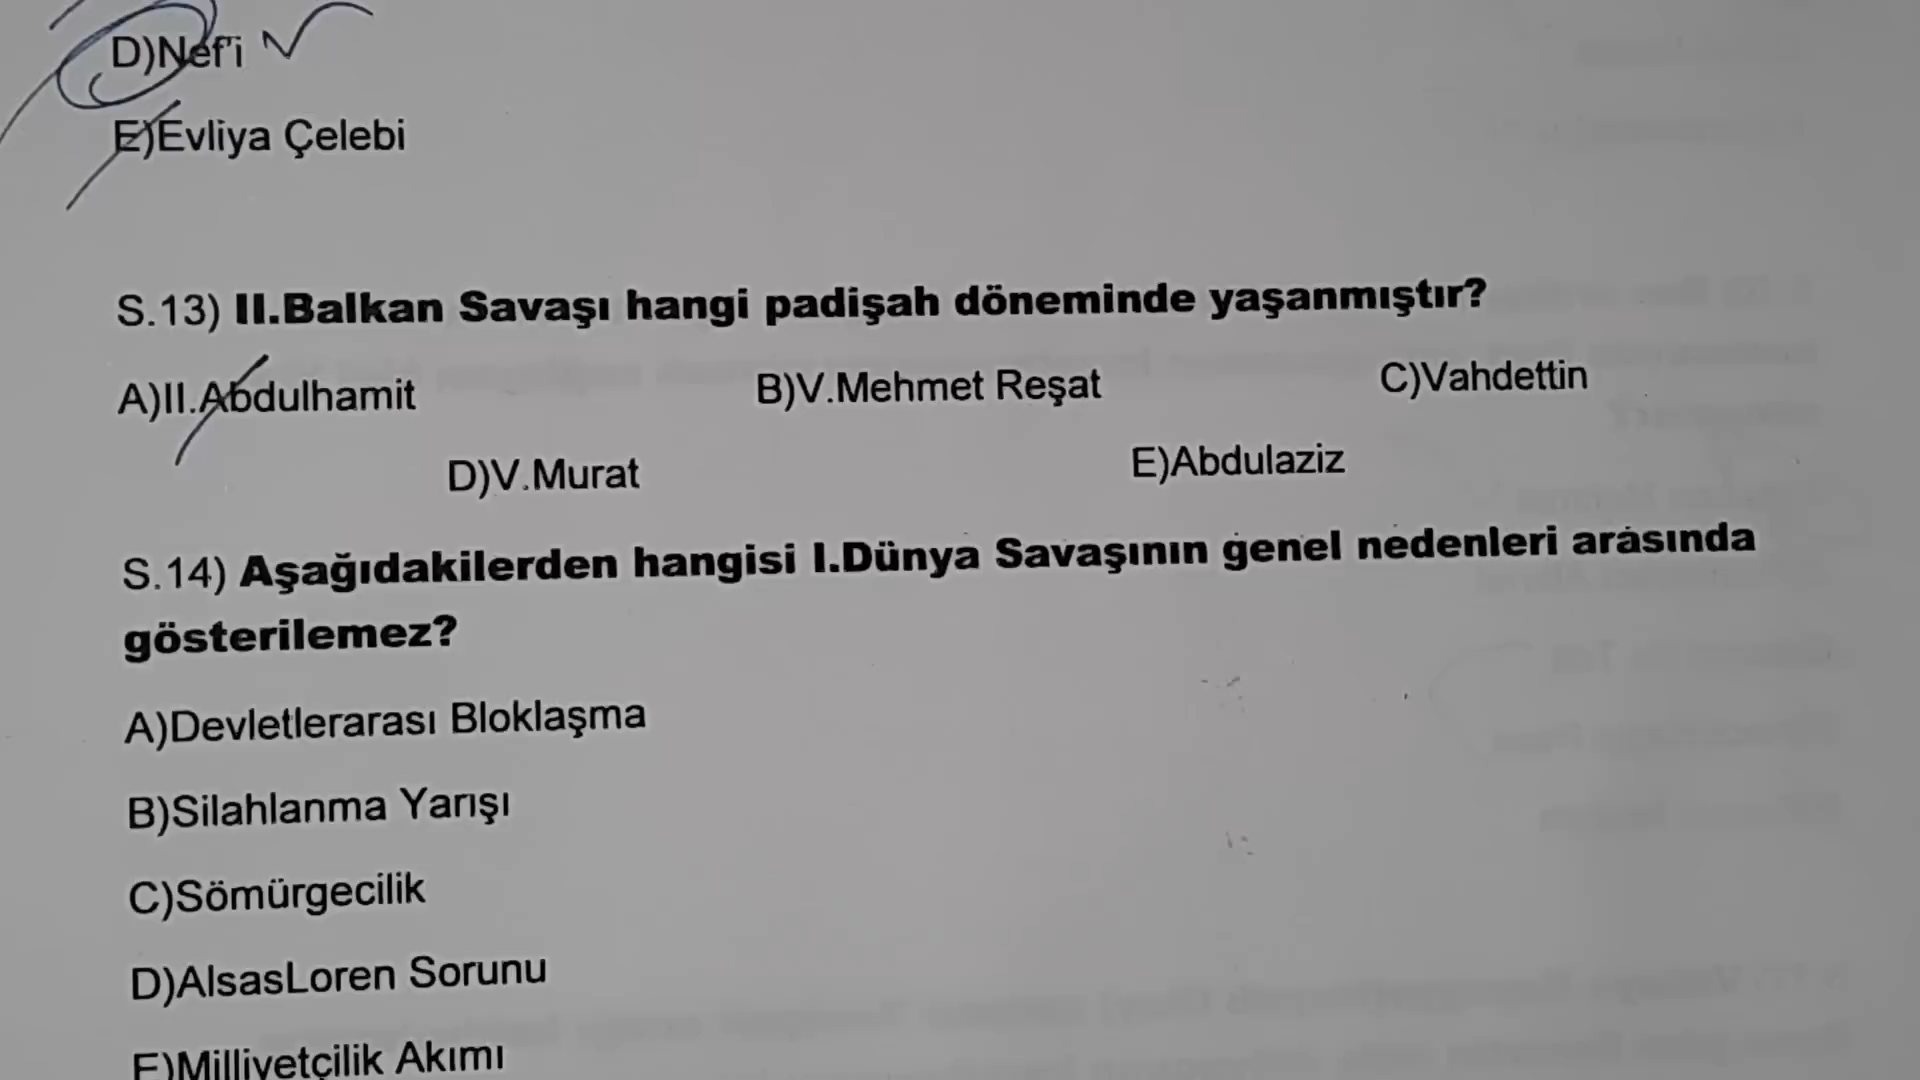 D)Nef'i
E)Evliya Çelebi
S.13) II.Balkan Savaşı hangi padişah döneminde yaşanmıştır?
A)II.Abdulhamit B)V.Mehmet Reşat C)Vahdettin
D)V.Murat E)Abdulaziz
S.14) Aşağıdakilerden hangisi I.Dünya Savaşının genel nedenleri arasında
gösterilemez?
A)Devletlerarası Bloklaşma
B)Silahlanma Yarışı
C)Sömürgecilik
D)AlsasLoren Sorunu
E)Milliyetçilik Akımı